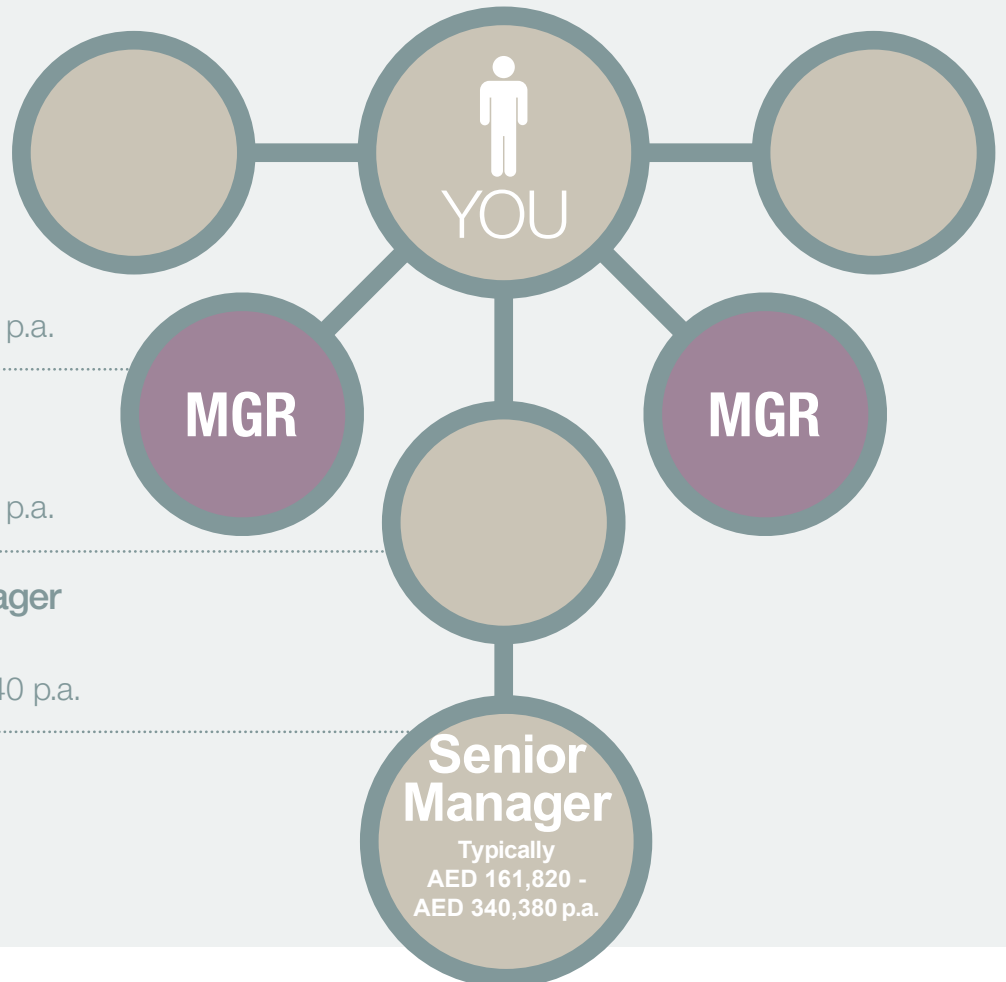 YOU
p.a.
MGR
MGR
p.a.
ager
40 p.a.
Senior
Manager
Typically
AED 161,820 -
AED 340,380 p.a.